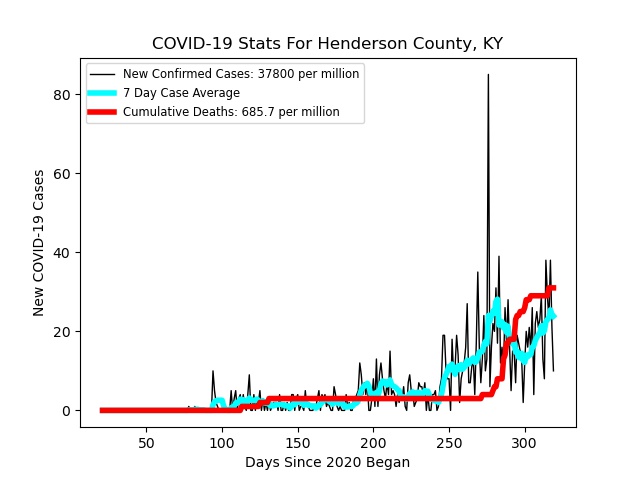 COVID-19 Stats For Henderson County, KY
New Confirmed Cases: 37800 per million
7 Day Case Average
Cumulative Deaths: 685.7 per million
New COVID-19 Cases
80
60
40
20
0
50 100 150 200 250 300
Days Since 2020 Began